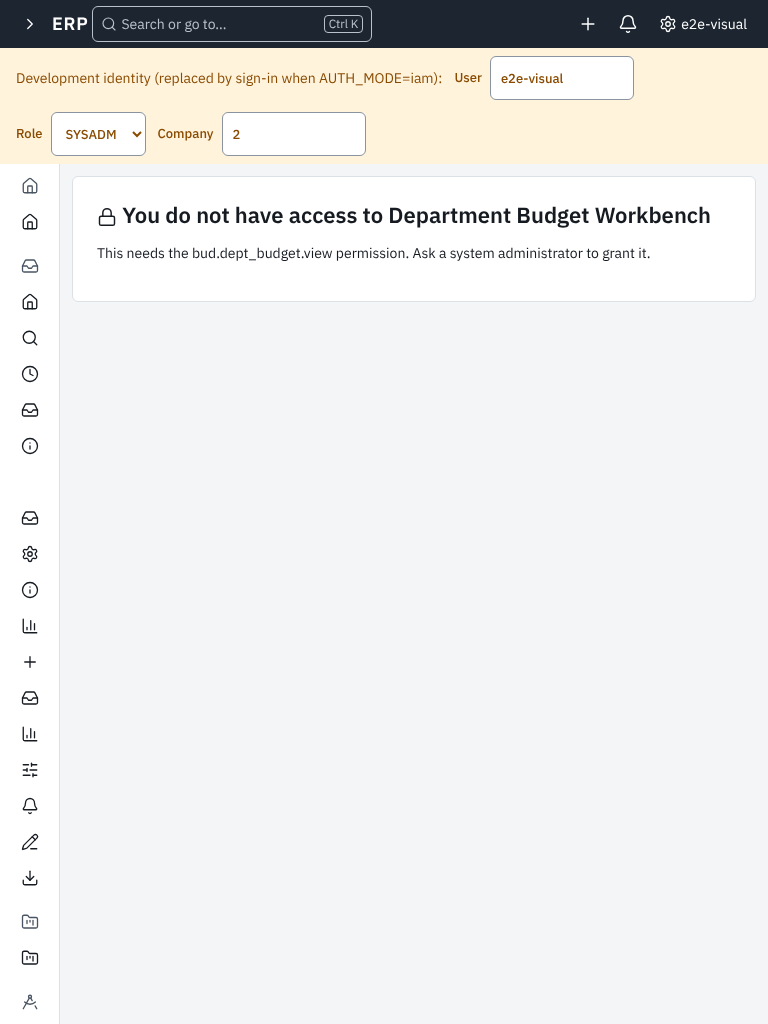 ERP Search or go to... Ctrl K e2e-visual
Development identity (replaced by sign-in when AUTH_MODE=iam): User e2e-visual
Role SYSADM Company 2
You do not have access to Department Budget Workbench
This needs the bud.dept_budget.view permission. Ask a system administrator to grant it.